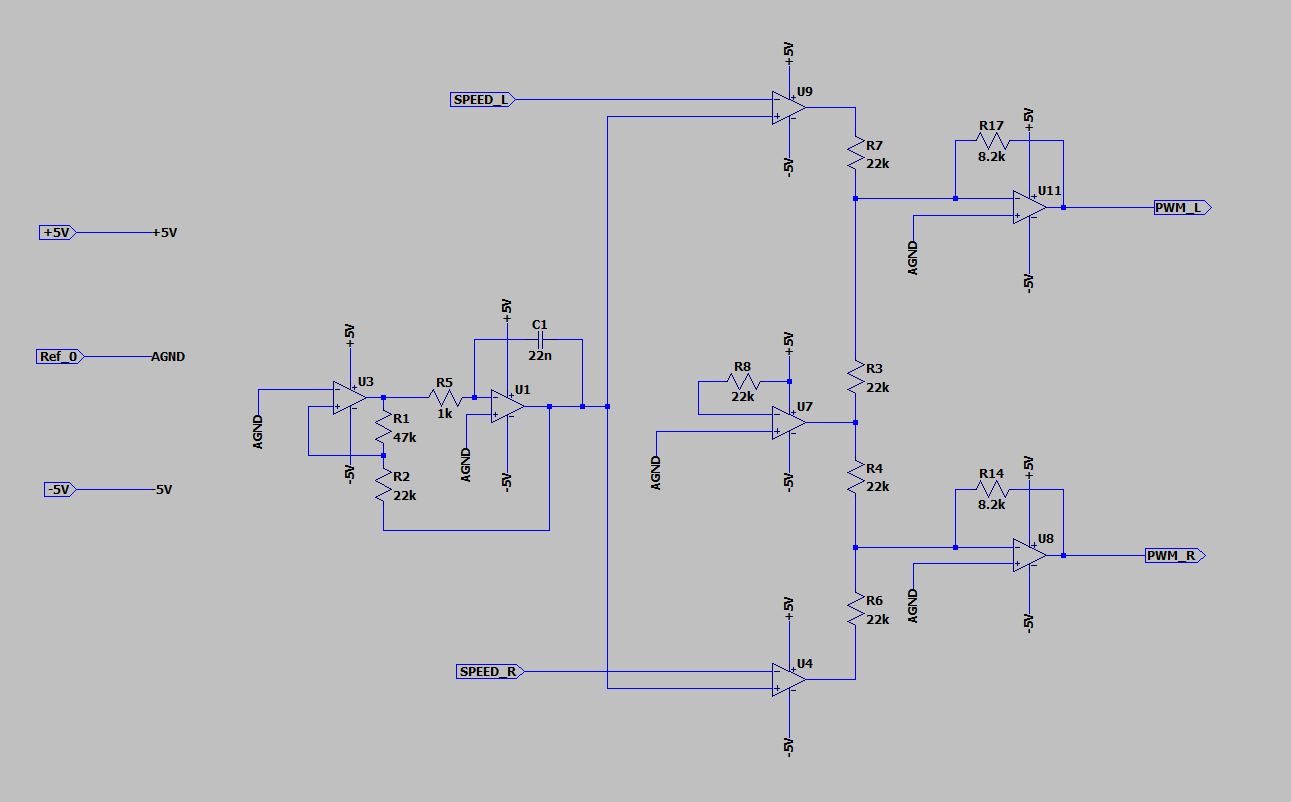 +5V
U9
SPEED_L
-5V
R7
22k
+5V
R17
8.2k
U11
PWM_L
AGND
-5V
+5V
+5V
Ref_0
AGND
-5V
-5V
+5V
U3
AGND
-5V
R1
47k
R2
22k
R5
1k
+5V
C1
22n
U1
AGND
-5V
+5V
R8
22k
U7
AGND
-5V
R3
22k
R4
22k
+5V
R14
8.2k
U8
PWM_R
AGND
-5V
R6
22k
+5V
SPEED_R
U4
-5V